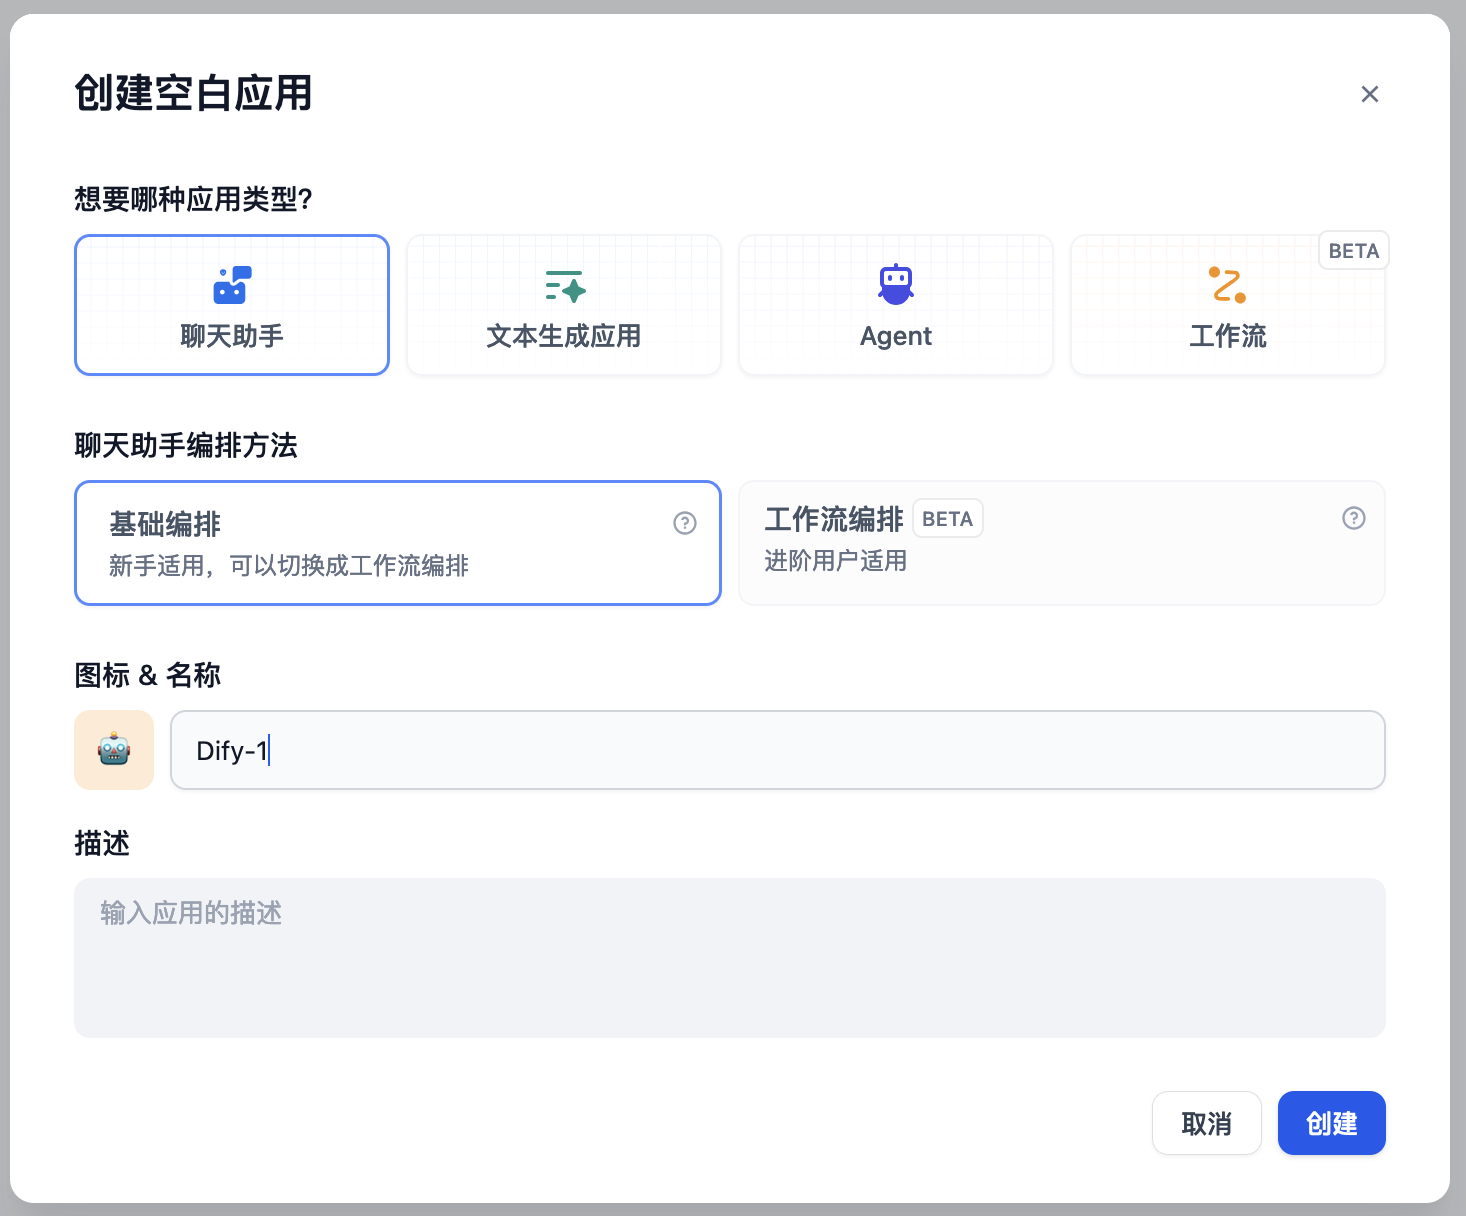 创建空白应用
想要哪种应用类型?
聊天助手
文本生成应用
Agent
BETA
工作流
聊天助手编排方法
基础编排
新手适用，可以切换成工作流编排
工作流编排 BETA
进阶用户适用
图标 & 名称
Dify-1
描述
输入应用的描述
取消
创建